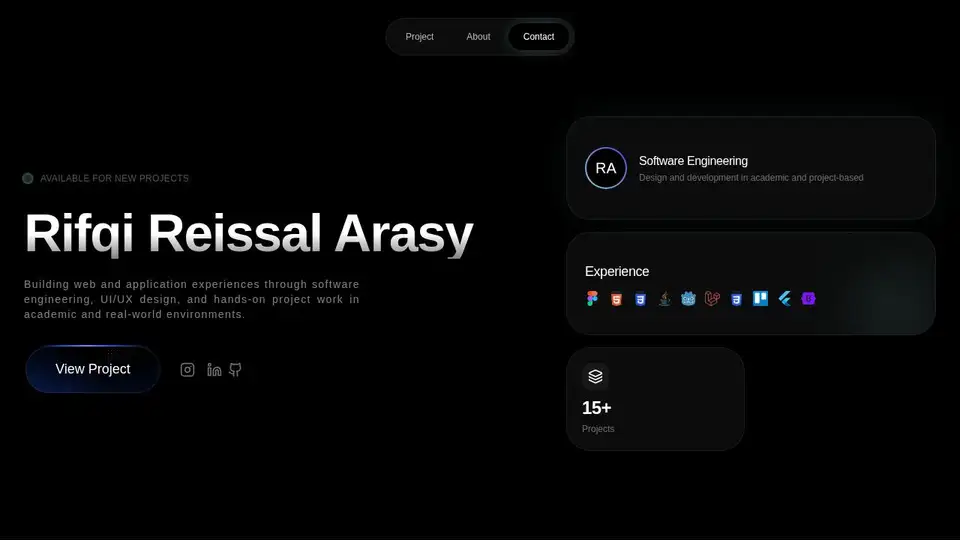 Project
About
Contact
AVAILABLE FOR NEW PROJECTS
Rifqi Reissal Arasy
Building web and application experiences through software
engineering, UI/UX design, and hands-on project work in
academic and real-world environments.
View Project
RA
Software Engineering
Design and development in academic and project-based
Experience
15+
Projects